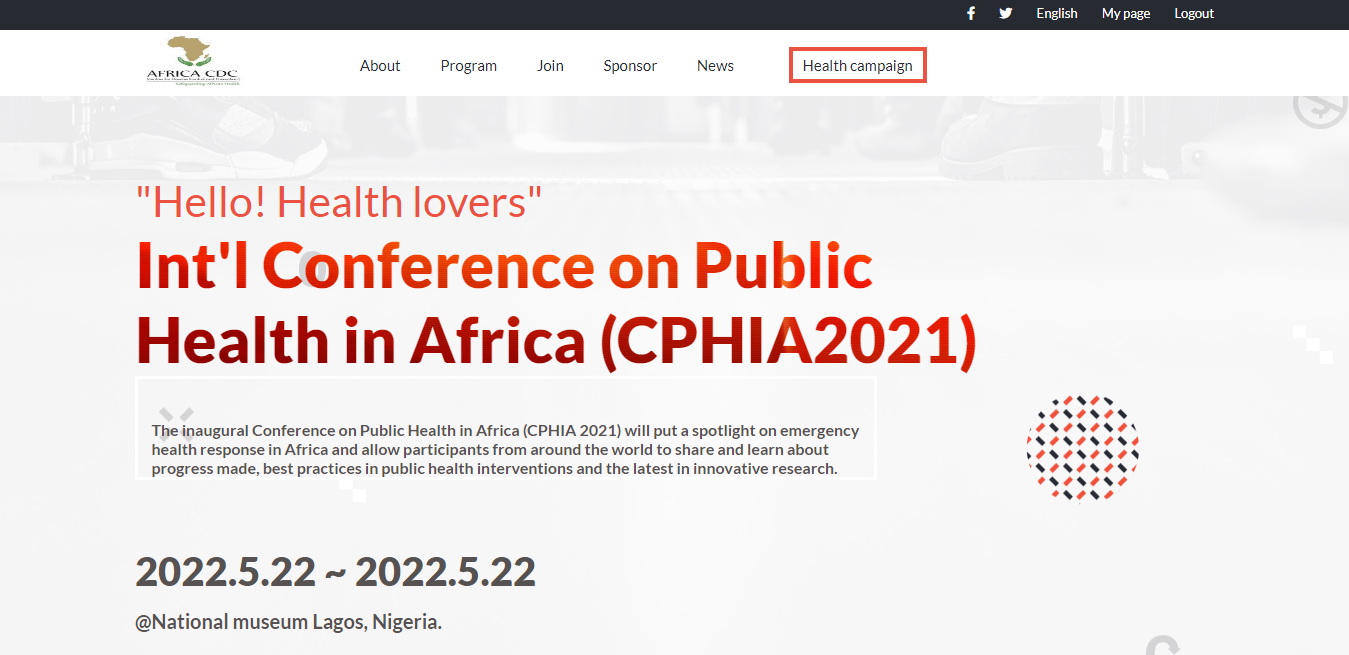 English My page Logout
AFRICA CDC
Safeguarding Africa's Health
About Program Join Sponsor News Health campaign
"Hello! Health lovers"
Int'l Conference on Public
Health in Africa (CPHIA2021)
The inaugural Conference on Public Health in Africa (CPHIA 2021) will put a spotlight on emergency
health response in Africa and allow participants from around the world to share and learn about
progress made, best practices in public health interventions and the latest in innovative research.
2022.5.22 ~ 2022.5.22
@National museum Lagos, Nigeria.